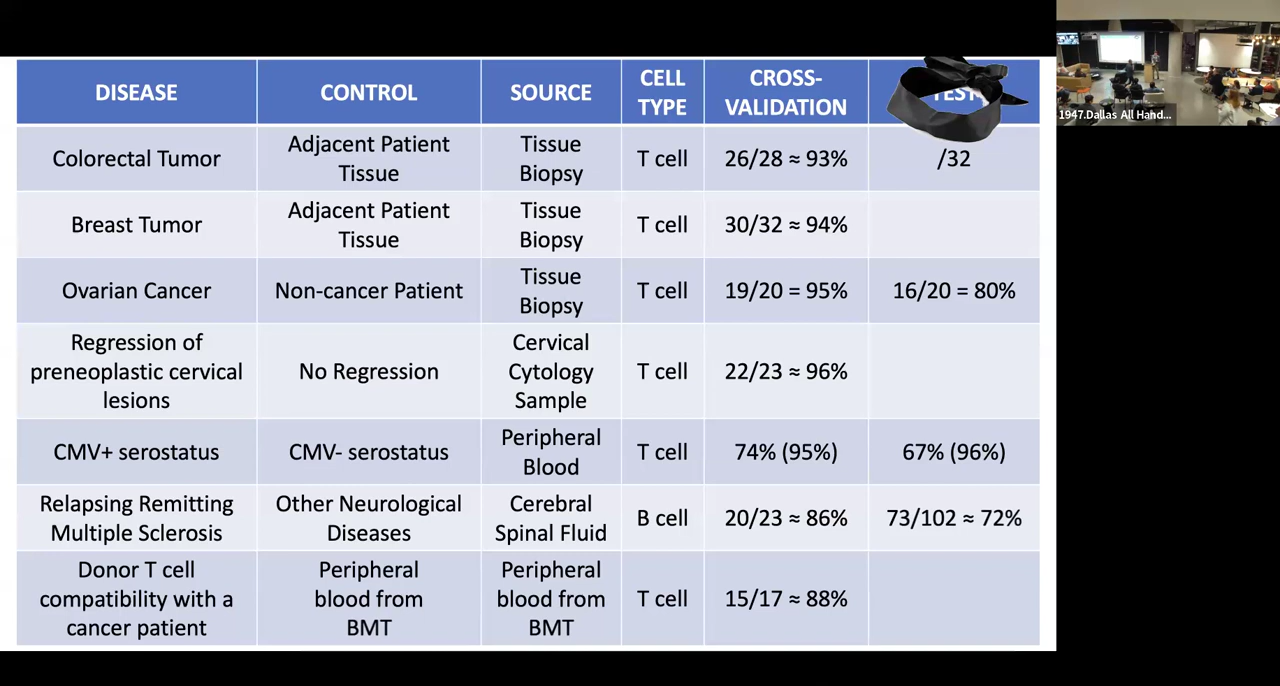 DISEASE
CONTROL
SOURCE
CELL
TYPE
CROSS-
VALIDATION
TEST
Colorectal Tumor
Adjacent Patient
Tissue
Tissue
Biopsy
T cell
26/28 ≈ 93%
/32
Breast Tumor
Adjacent Patient
Tissue
Tissue
Biopsy
T cell
30/32 ≈ 94%
Ovarian Cancer
Non-cancer Patient
Tissue
Biopsy
T cell
19/20 = 95%
16/20 = 80%
Regression of
preneoplastic cervical
lesions
No Regression
Cervical
Cytology
Sample
T cell
22/23 ≈ 96%
CMV+ serostatus
CMV- serostatus
Peripheral
Blood
T cell
74% (95%)
67% (96%)
Relapsing Remitting
Multiple Sclerosis
Other Neurological
Diseases
Cerebral
Spinal Fluid
B cell
20/23 ≈ 86%
73/102 ≈ 72%
Donor T cell
compatibility with a
cancer patient
Peripheral
blood from
BMT
Peripheral
blood from
BMT
T cell
15/17 ≈ 88%
1947.Dallas All Hand...